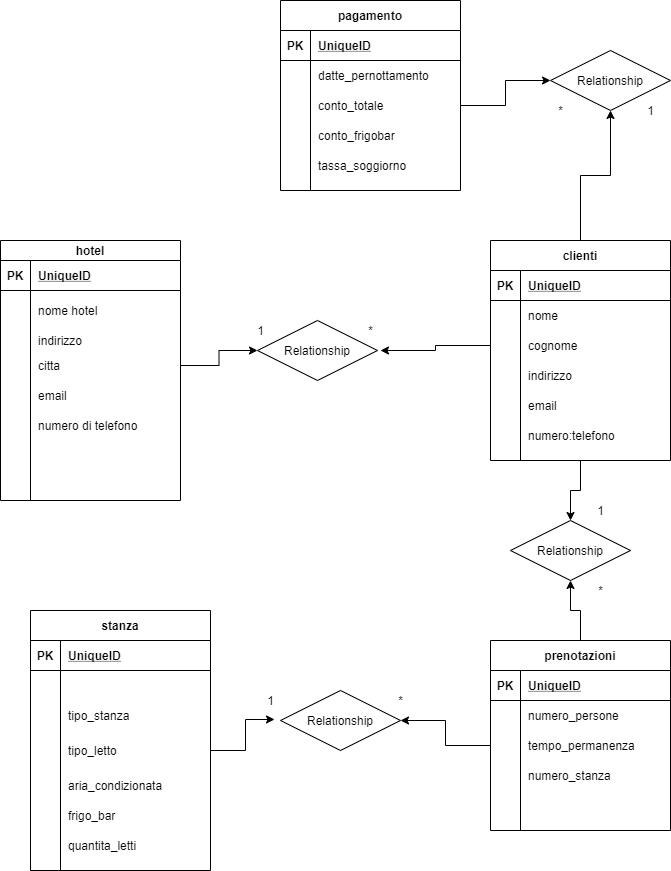 pagamento
PK UniqueID
datte_pernottamento
conto_totale
conto_frigobar
tassa_soggiorno
Relationship
* 1
hotel
PK UniqueID
nome hotel
indirizzo
citta
email
numero di telefono
1 *
Relationship
clienti
PK UniqueID
nome
cognome
indirizzo
email
numero:telefono
1
Relationship
*
stanza
PK UniqueID
tipo_stanza
tipo_letto
aria_condizionata
frigo_bar
quantita_letti
1 *
Relationship
prenotazioni
PK UniqueID
numero_persone
tempo_permanenza
numero_stanza